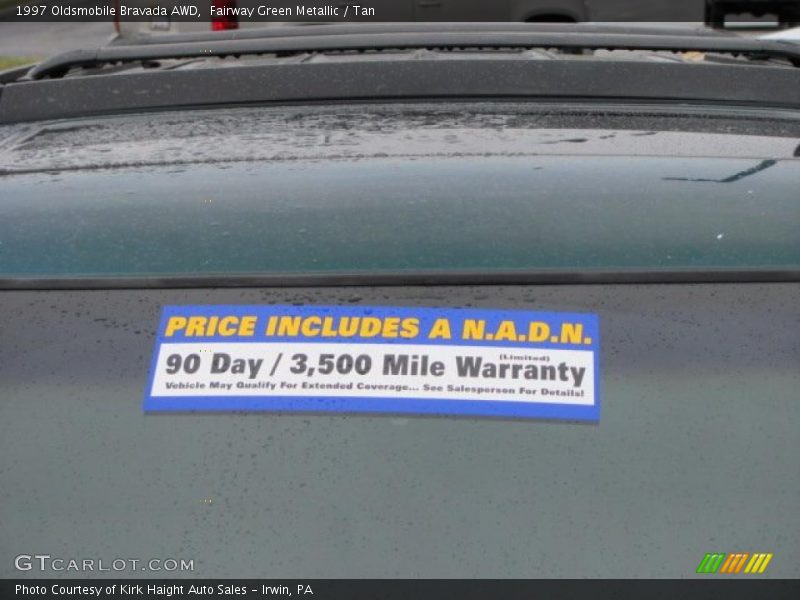 1997 Oldsmobile Bravada AWD,  Fairway Green Metallic / Tan
PRICE INCLUDES A N.A.D.N.
(Limited)
90 Day / 3,500 Mile Warranty
Vehicle May Qualify For Extended Coverage... See Salesperson For Details!
GTCARLOT.COM
Photo Courtesy of Kirk Haight Auto Sales - Irwin, PA